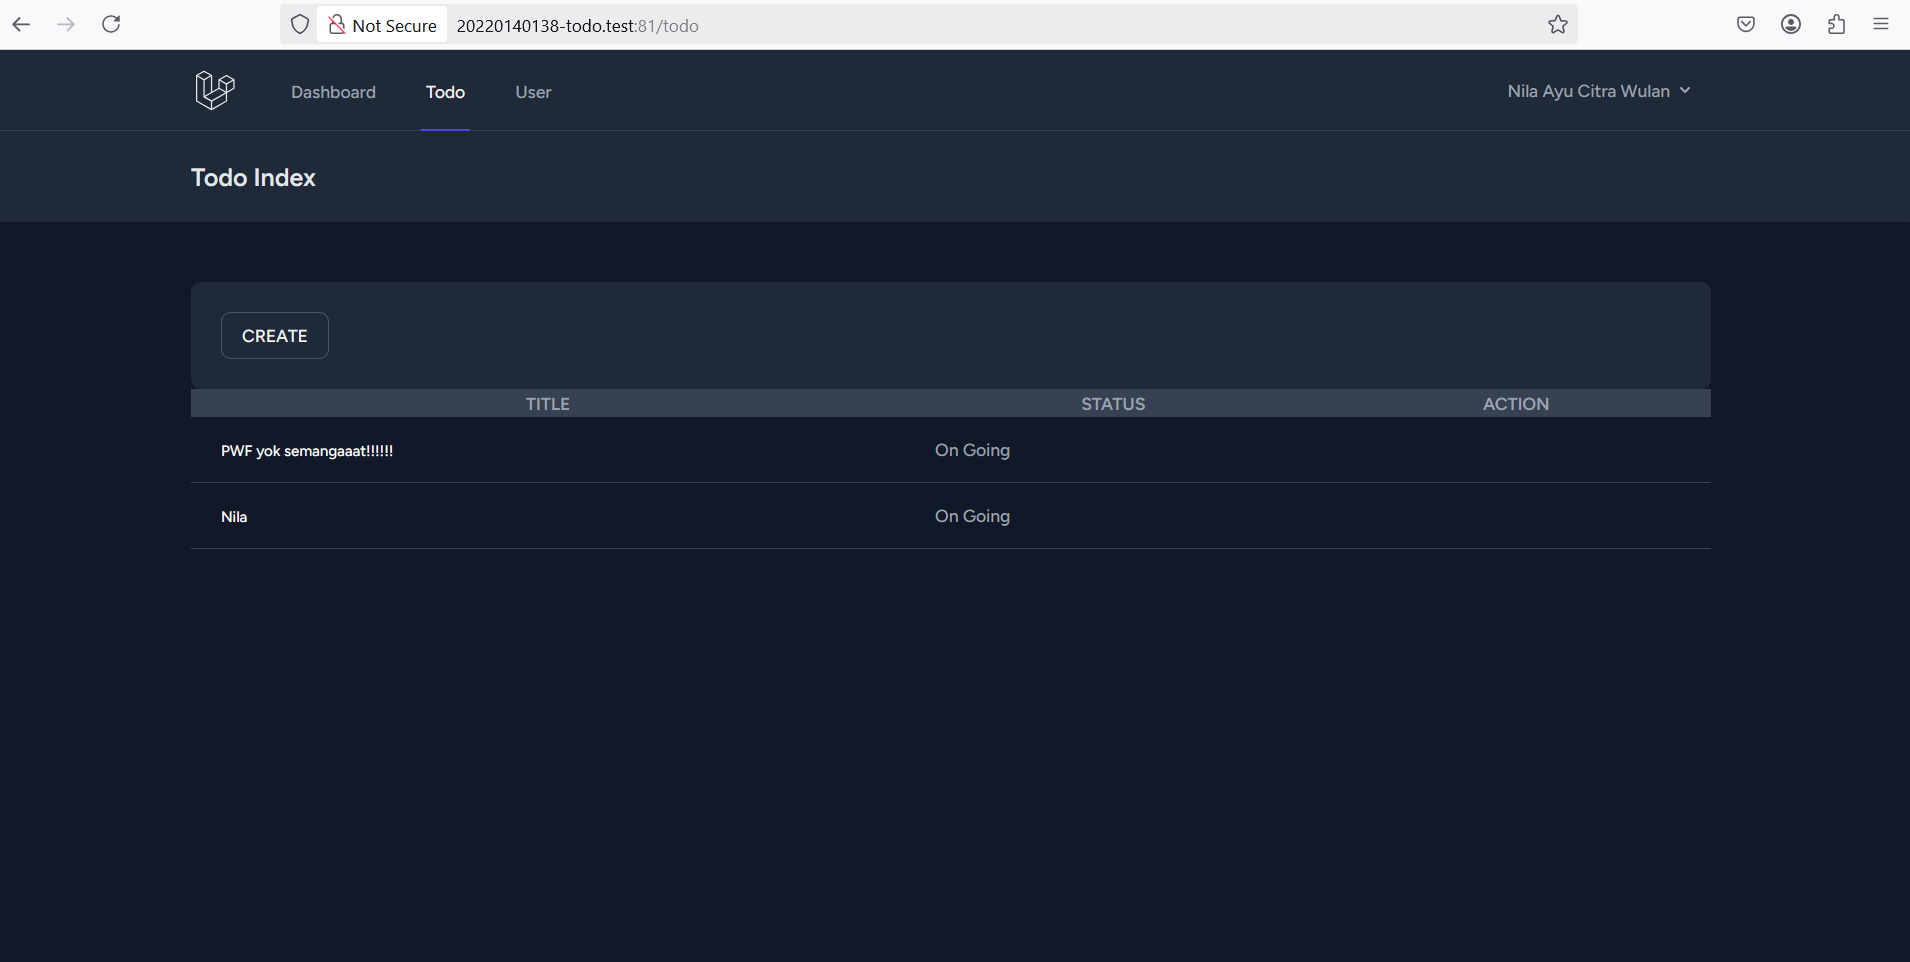 Not Secure 20220140138-todo.test:81/todo
Dashboard Todo User Nila Ayu Citra Wulan
Todo Index
CREATE
TITLE STATUS ACTION
PWF yok semangaaat!!!!!! On Going
Nila On Going